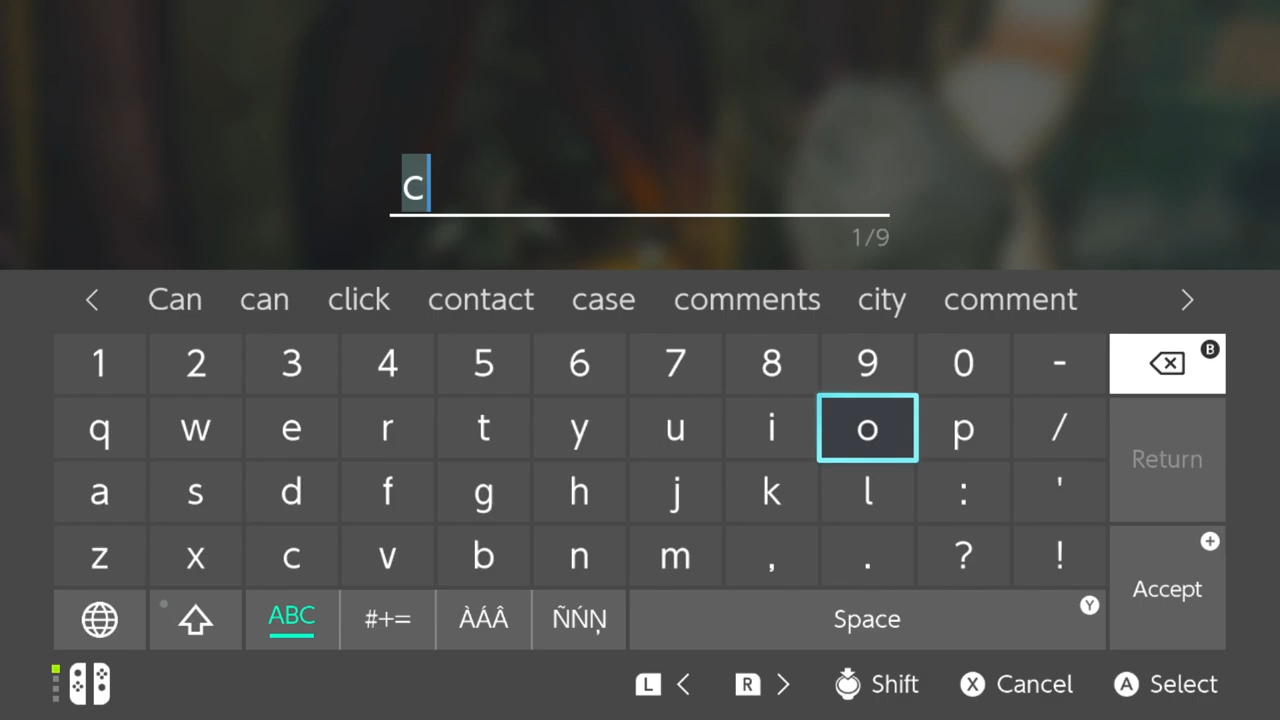 c
1/9
Can can click contact case comments city comment
1 2 3 4 5 6 7 8 9 0 - B
q w e r t y u i o p /
Return
a s d f g h j k l : '
z x c v b n m , . ? ! +
Accept
ABC #+= ÀÁÂ ÑŃŅ Space Y
L R Shift X Cancel A Select